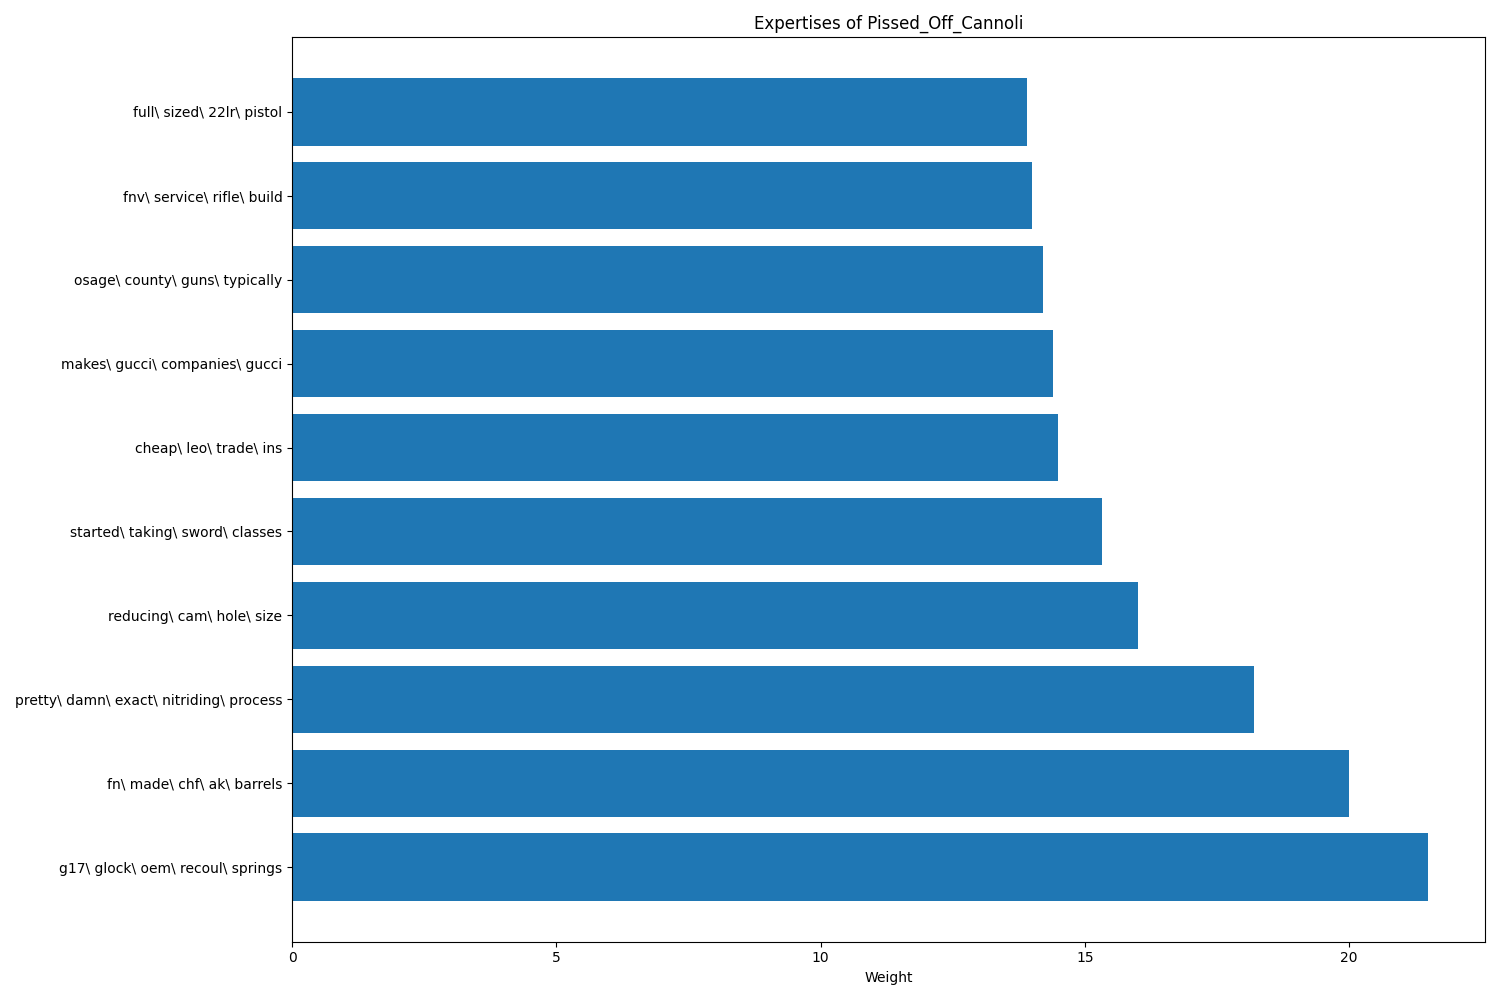 Expertises of Pissed_Off_Cannoli
full\ sized\ 22lr\ pistol
fnv\ service\ rifle\ build
osage\ county\ guns\ typically
makes\ gucci\ companies\ gucci
cheap\ leo\ trade\ ins
started\ taking\ sword\ classes
reducing\ cam\ hole\ size
pretty\ damn\ exact\ nitriding\ process
fn\ made\ chf\ ak\ barrels
g17\ glock\ oem\ recoul\ springs
0 5 10 15 20
Weight